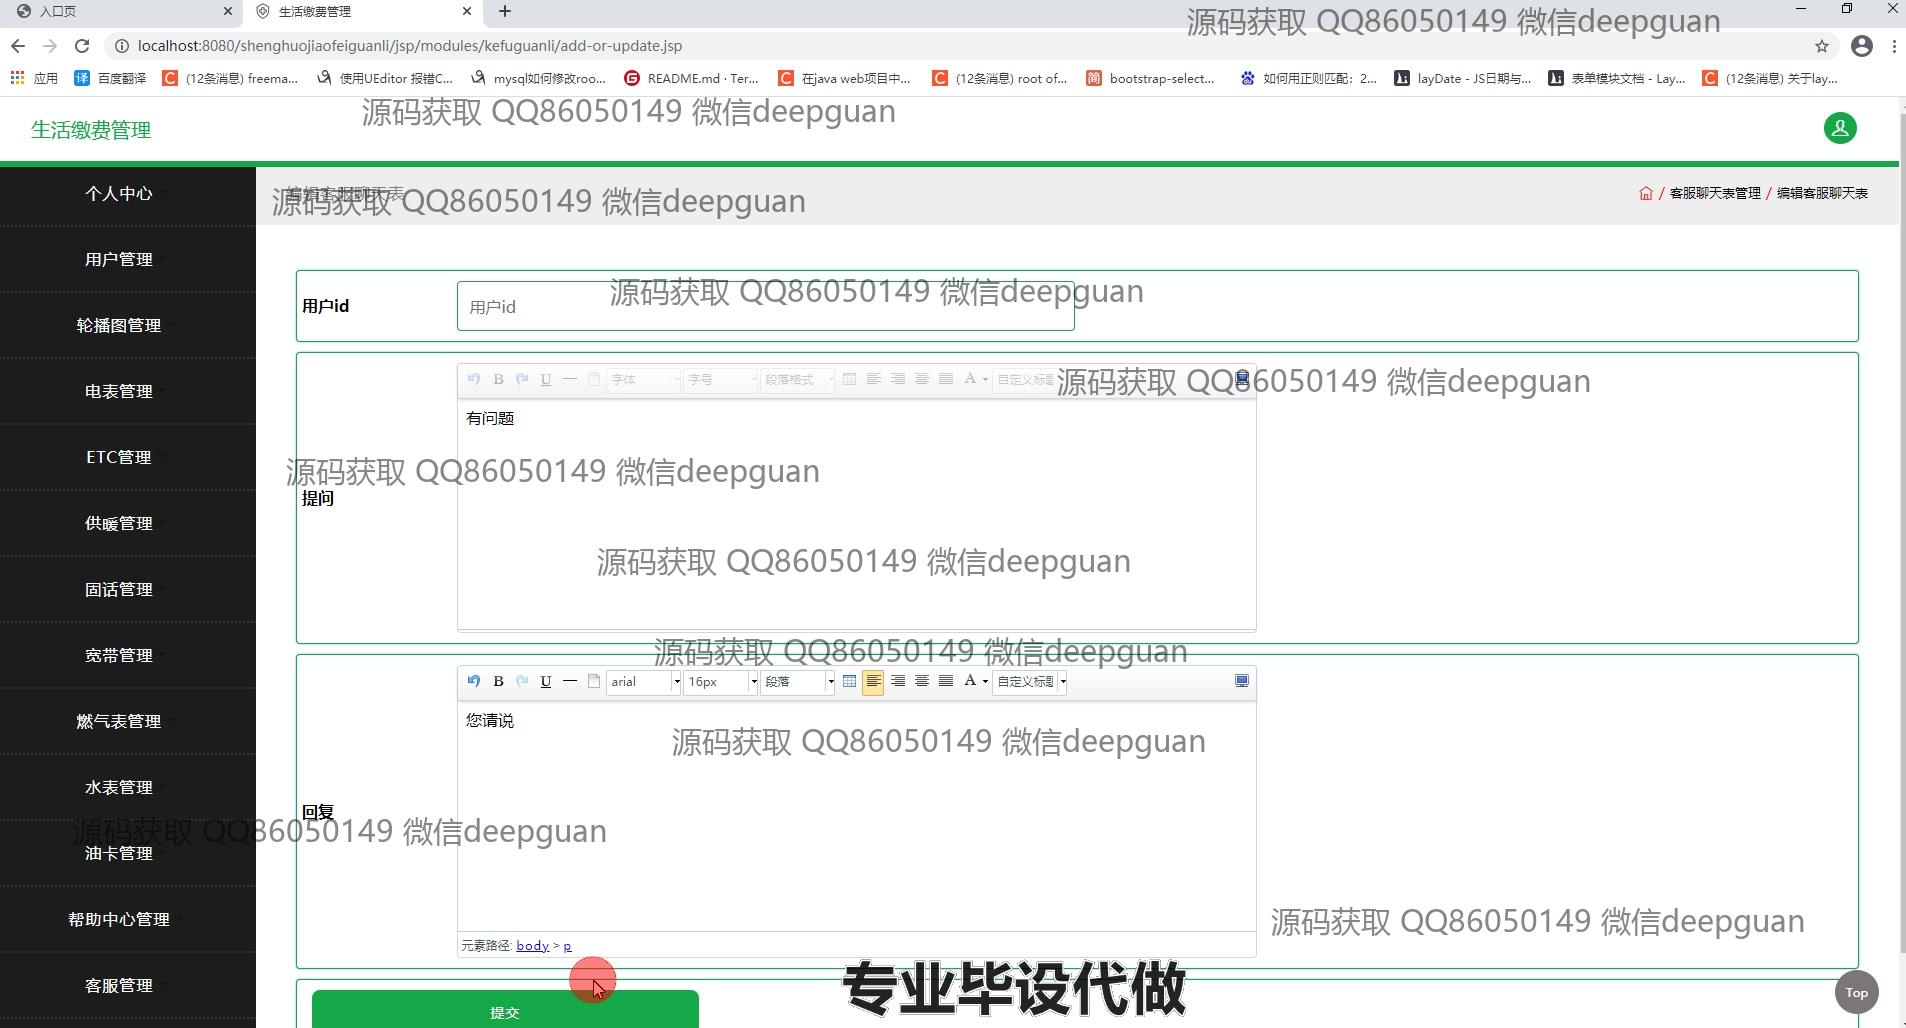 入口页
生活缴费管理
源码获取 QQ86050149 微信deepguan
localhost:8080/shenghuojiaofeiguanli/jsp/modules/kefuguanli/add-or-update.jsp
应用
百度翻译
(12条消息) freema...
使用UEditor 报错C...
mysql如何修改roo...
README.md · Ter...
在java web项目中...
(12条消息) root of...
bootstrap-select...
如何用正则匹配：2...
layDate - JS日期与...
表单模块文档 - Lay...
(12条消息) 关于lay...
源码获取 QQ86050149 微信deepguan
生活缴费管理
个人中心
编辑客服聊天表
源码获取 QQ86050149 微信deepguan
/ 客服聊天表管理 / 编辑客服聊天表
用户管理
用户id
用户id
源码获取 QQ86050149 微信deepguan
轮播图管理
字体
字号
段落格式
自定义标题
源码获取 QQ86050149 微信deepguan
电表管理
有问题
ETC管理
源码获取 QQ86050149 微信deepguan
提问
供暖管理
源码获取 QQ86050149 微信deepguan
固话管理
宽带管理
源码获取 QQ86050149 微信deepguan
arial
16px
段落
自定义标题
燃气表管理
您请说
源码获取 QQ86050149 微信deepguan
水表管理
回复
源码获取 QQ86050149 微信deepguan
油卡管理
帮助中心管理
源码获取 QQ86050149 微信deepguan
元素路径: body > p
客服管理
专业毕设代做
Top
提交